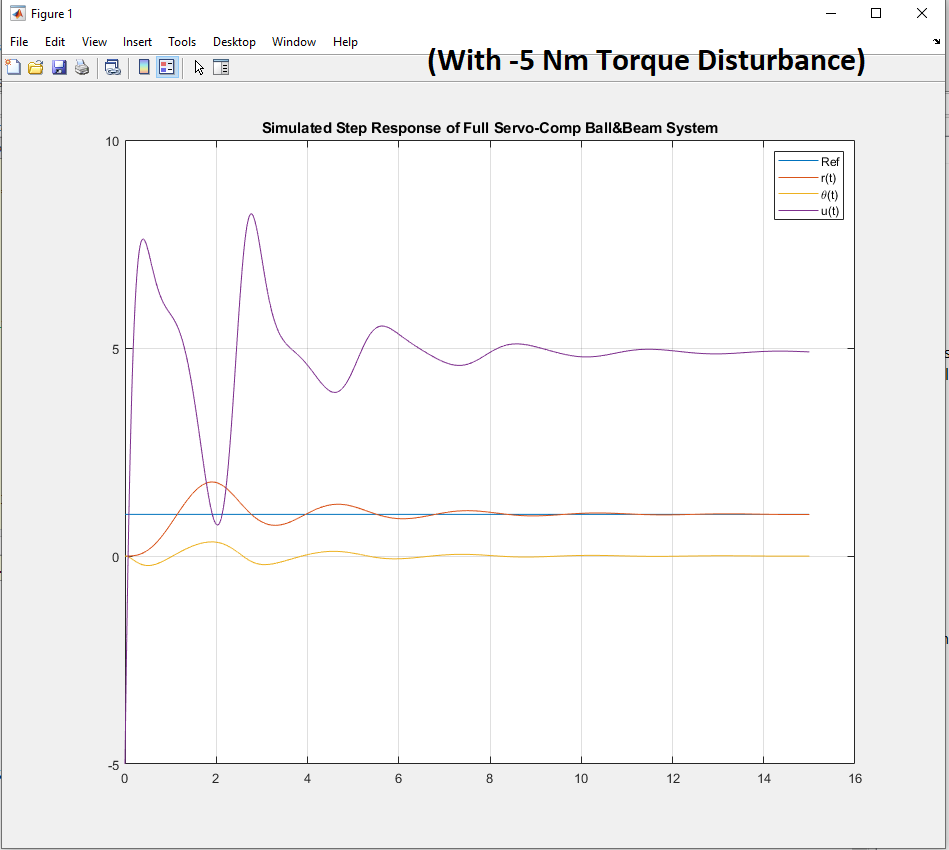 Figure 1
File Edit View Insert Tools Desktop Window Help
(With -5 Nm Torque Disturbance)
Simulated Step Response of Full Servo-Comp Ball&Beam System
10
5
0
-5
Ref
r(t)
θ(t)
u(t)
0 2 4 6 8 10 12 14 16